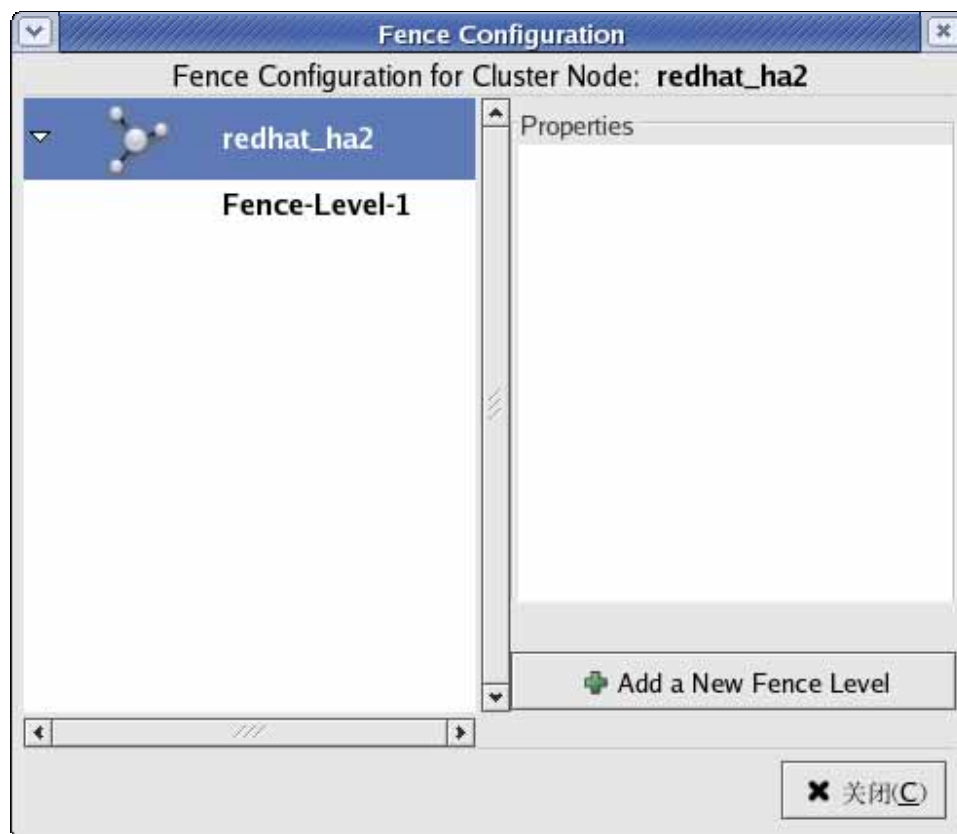 Fence Configuration
Fence Configuration for Cluster Node: redhat_ha2
redhat_ha2
Fence-Level-1
Properties
Add a New Fence Level
关闭(C)